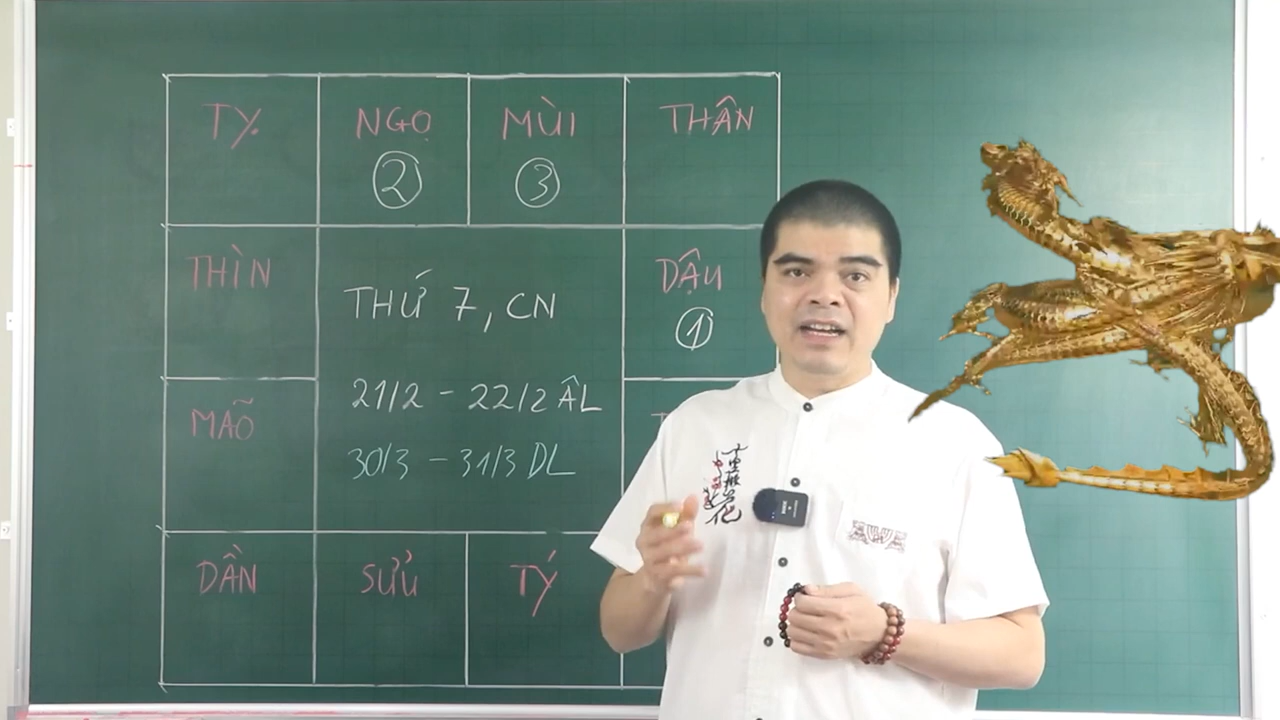 TỴ NGỌ MÙI THÂN
② ③
THÌN DẬU
①
THỨ 7, CN
21/2 - 22/2 ÂL
MÃO
30/3 - 31/3 DL
DẦN SỬU TÝ